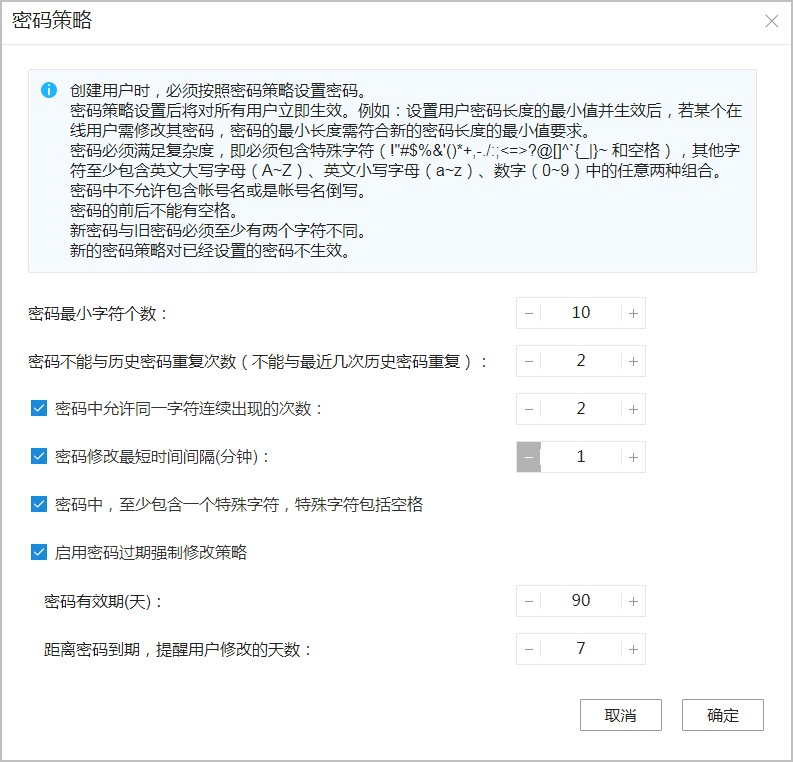 密码策略
创建用户时，必须按照密码策略设置密码。
密码策略设置后将对所有用户立即生效。例如：设置用户密码长度的最小值并生效后，若某个在
线用户需修改其密码，密码的最小长度需符合新的密码长度的最小值要求。
密码必须满足复杂度，即必须包含特殊字符（!"#$%&'()*+,-./:;<=>?@[]^`{_|}~ 和空格），其他字
符至少包含英文大写字母（A~Z）、英文小写字母（a~z）、数字（0~9）中的任意两种组合。
密码中不允许包含帐号名或是帐号名倒写。
密码的前后不能有空格。
新密码与旧密码必须至少有两个字符不同。
新的密码策略对已经设置的密码不生效。
密码最小字符个数： − 10 +
密码不能与历史密码重复次数（不能与最近几次历史密码重复）： − 2 +
密码中允许同一字符连续出现的次数： − 2 +
密码修改最短时间间隔(分钟)： − 1 +
密码中，至少包含一个特殊字符，特殊字符包括空格
启用密码过期强制修改策略
密码有效期(天)： − 90 +
距离密码到期，提醒用户修改的天数： − 7 +
取消 确定